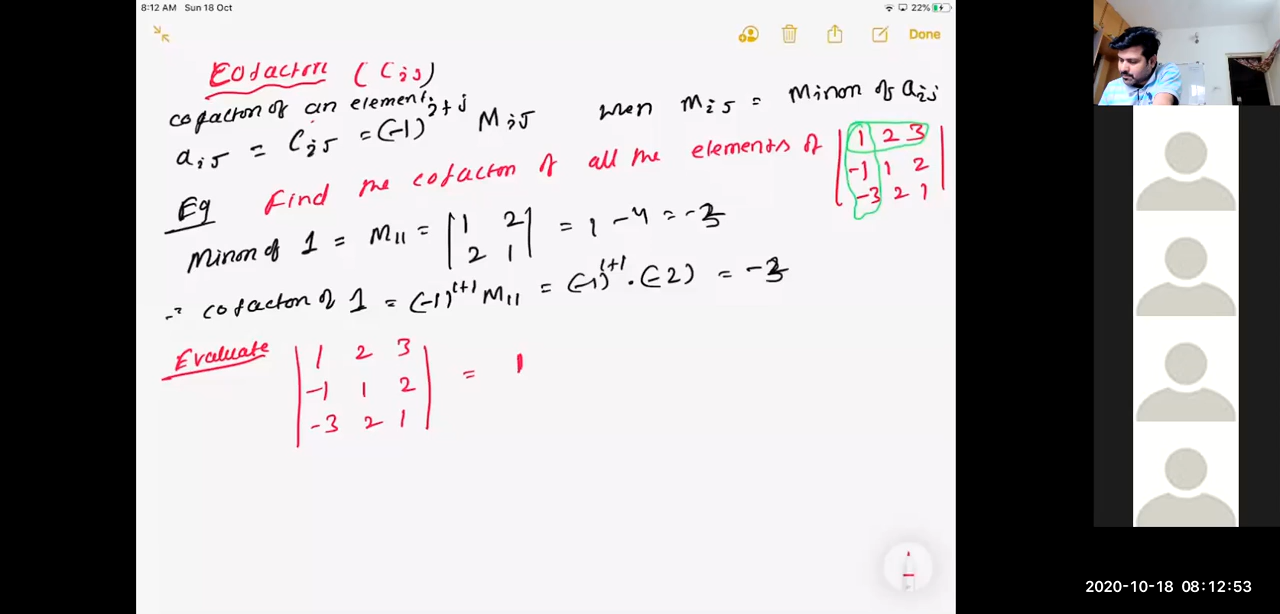 8:12 AM Sun 18 Oct
22%
Done
Cofactors (Cij)
cofactor of an element
aij = Cij = (-1)^i+j Mij when Mij = Minor of aij
Eg Find the cofactor of all the elements of | 1 2 3 |
| -1 1 2 |
| -3 2 1 |
Minor of 1 = M11 = | 1 2 | = 1 - 4 = -3
| 2 1 |
∴ cofactor of 1 = (-1)^1+1 M11 = (-1)^1+1 . (-2) = -3
Evaluate | 1 2 3 | = 1
| -1 1 2 |
| -3 2 1 |
2020-10-18 08:12:53